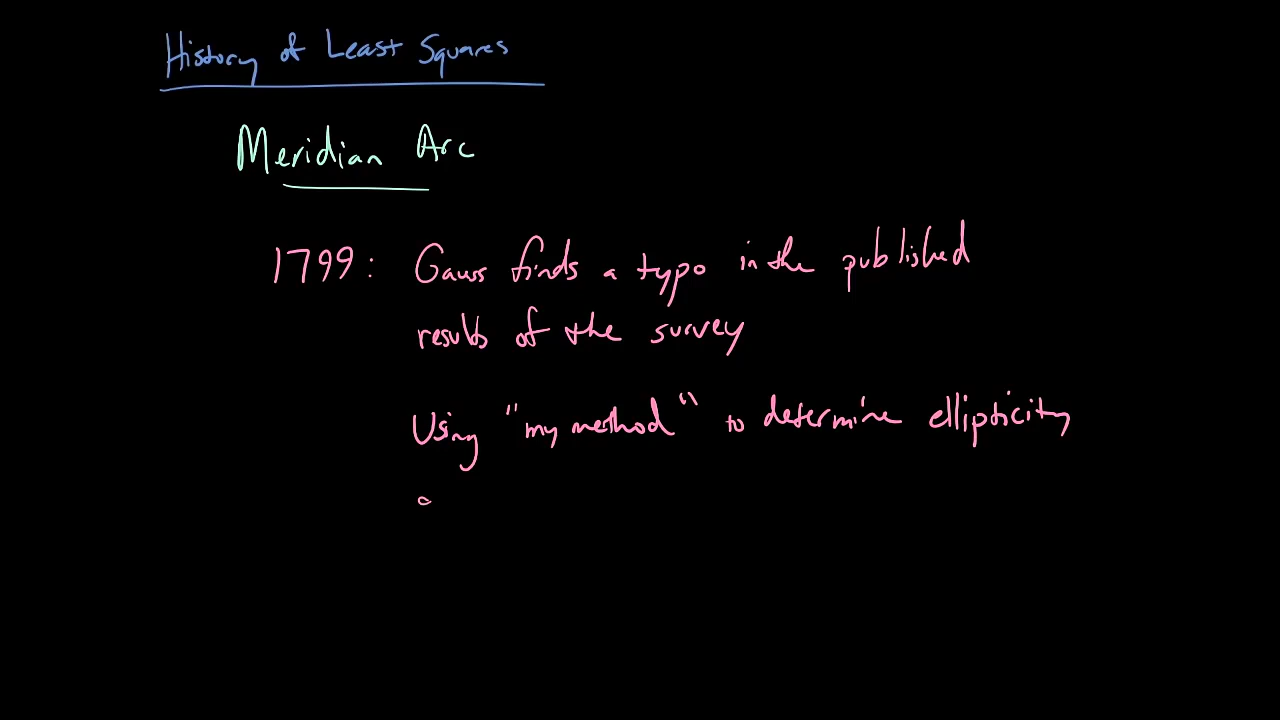 History of Least Squares
Meridian Arc
1799: Gauss finds a typo in the published
results of the survey
Using "my method" to determine ellipticity
o